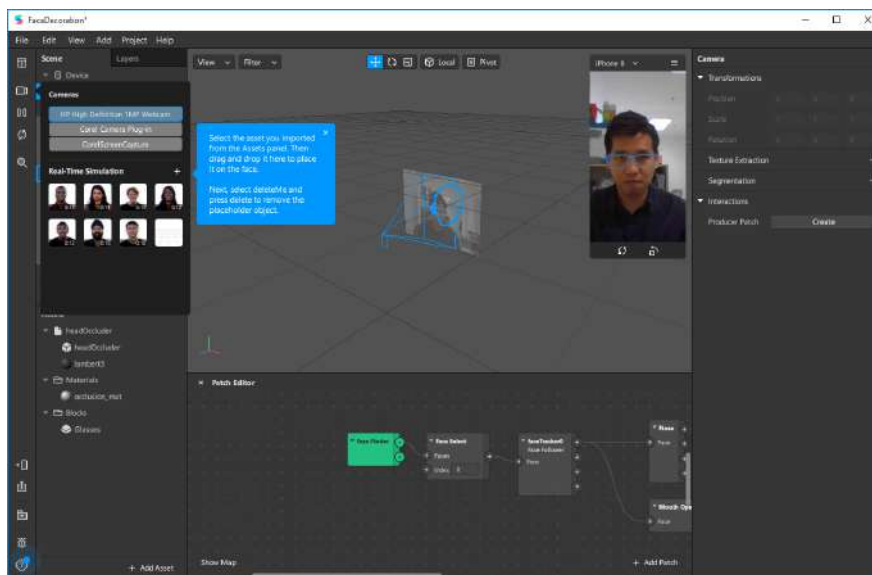 FaceDecoration*
File Edit View Add Project Help
Scene Layers
Device
Cameras
HP High Definition 1MP Webcam
Corel Camera Plug-in
CorelScreenCapture
Real-Time Simulation +
View Filter
Local Pivot
Select the asset you imported
from the Assets panel. Then
drag and drop it here to place
it on the face.
Next, select deleteMe and
press delete to remove the
placeholder object.
iPhone 8
Camera
Transformations
Position
Scale
Rotation
Texture Extraction
Segmentation
Interactions
Producer Patch Create
headOccluder
headOccluder
lambert3
Materials
occlusion_mat
Blocks
Glasses
+ Add Asset
Patch Editor
Face Finder
Face Select
Faces
Index 0
faceTracker0
Face
Nose
Face
Mouth Ope
Face
Show Map
+ Add Patch